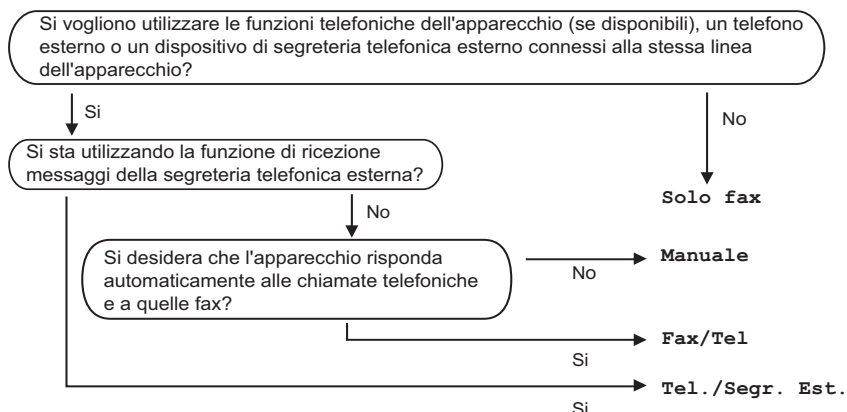 Si vogliono utilizzare le funzioni telefoniche dell'apparecchio (se disponibili), un telefono
esterno o un dispositivo di segreteria telefonica esterno connessi alla stessa linea
dell'apparecchio?
Si
No
Si sta utilizzando la funzione di ricezione
messaggi della segreteria telefonica esterna?
Solo fax
No
Si desidera che l'apparecchio risponda
automaticamente alle chiamate telefoniche
e a quelle fax?
No
Manuale
Si
Fax/Tel
Si
Tel./Segr. Est.